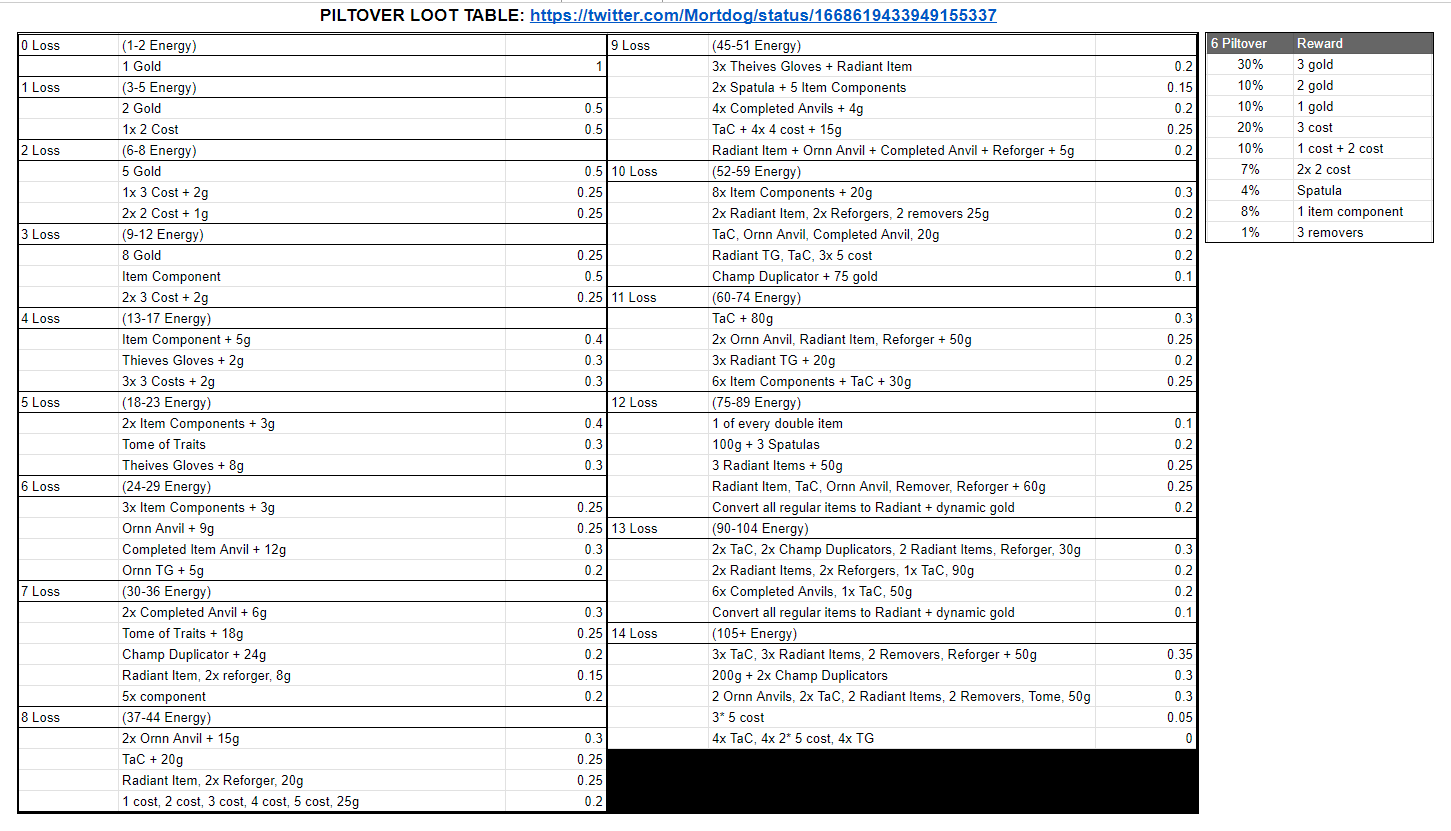 PILTOVER LOOT TABLE: https://twitter.com/Mortdog/status/1668619433949155337
0 Loss (1-2 Energy)
1 Gold 1
1 Loss (3-5 Energy)
2 Gold 0.5
1x 2 Cost 0.5
2 Loss (6-8 Energy)
5 Gold 0.5
1x 3 Cost + 2g 0.25
2x 2 Cost + 1g 0.25
3 Loss (9-12 Energy)
8 Gold 0.25
Item Component 0.5
2x 3 Cost + 2g 0.25
4 Loss (13-17 Energy)
Item Component + 5g 0.4
Thieves Gloves + 2g 0.3
3x 3 Costs + 2g 0.3
5 Loss (18-23 Energy)
2x Item Components + 3g 0.4
Tome of Traits 0.3
Theives Gloves + 8g 0.3
6 Loss (24-29 Energy)
3x Item Components + 3g 0.25
Ornn Anvil + 9g 0.25
Completed Item Anvil + 12g 0.3
Ornn TG + 5g 0.2
7 Loss (30-36 Energy)
2x Completed Anvil + 6g 0.3
Tome of Traits + 18g 0.25
Champ Duplicator + 24g 0.2
Radiant Item, 2x reforger, 8g 0.15
5x component 0.2
8 Loss (37-44 Energy)
2x Ornn Anvil + 15g 0.3
TaC + 20g 0.25
Radiant Item, 2x Reforger, 20g 0.25
1 cost, 2 cost, 3 cost, 4 cost, 5 cost, 25g 0.2
9 Loss (45-51 Energy)
3x Theives Gloves + Radiant Item 0.2
2x Spatula + 5 Item Components 0.15
4x Completed Anvils + 4g 0.2
TaC + 4x 4 cost + 15g 0.25
Radiant Item + Ornn Anvil + Completed Anvil + Reforger + 5g 0.2
10 Loss (52-59 Energy)
8x Item Components + 20g 0.3
2x Radiant Item, 2x Reforgers, 2 removers 25g 0.2
TaC, Ornn Anvil, Completed Anvil, 20g 0.2
Radiant TG, TaC, 3x 5 cost 0.2
Champ Duplicator + 75 gold 0.1
11 Loss (60-74 Energy)
TaC + 80g 0.3
2x Ornn Anvil, Radiant Item, Reforger + 50g 0.25
3x Radiant TG + 20g 0.2
6x Item Components + TaC + 30g 0.25
12 Loss (75-89 Energy)
1 of every double item 0.1
100g + 3 Spatulas 0.2
3 Radiant Items + 50g 0.25
Radiant Item, TaC, Ornn Anvil, Remover, Reforger + 60g 0.25
Convert all regular items to Radiant + dynamic gold 0.2
13 Loss (90-104 Energy)
2x TaC, 2x Champ Duplicators, 2 Radiant Items, Reforger, 30g 0.3
2x Radiant Items, 2x Reforgers, 1x TaC, 90g 0.2
6x Completed Anvils, 1x TaC, 50g 0.2
Convert all regular items to Radiant + dynamic gold 0.1
14 Loss (105+ Energy)
3x TaC, 3x Radiant Items, 2 Removers, Reforger + 50g 0.35
200g + 2x Champ Duplicators 0.3
2 Ornn Anvils, 2x TaC, 2 Radiant Items, 2 Removers, Tome, 50g 0.3
3* 5 cost 0.05
4x TaC, 4x 2* 5 cost, 4x TG 0
6 Piltover Reward
30% 3 gold
10% 2 gold
10% 1 gold
20% 3 cost
10% 1 cost + 2 cost
7% 2x 2 cost
4% Spatula
8% 1 item component
1% 3 removers